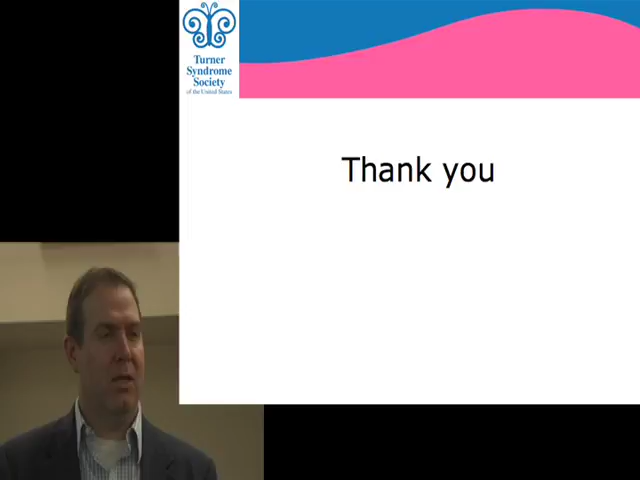 Turner
Syndrome
Society
of the United States
Thank you